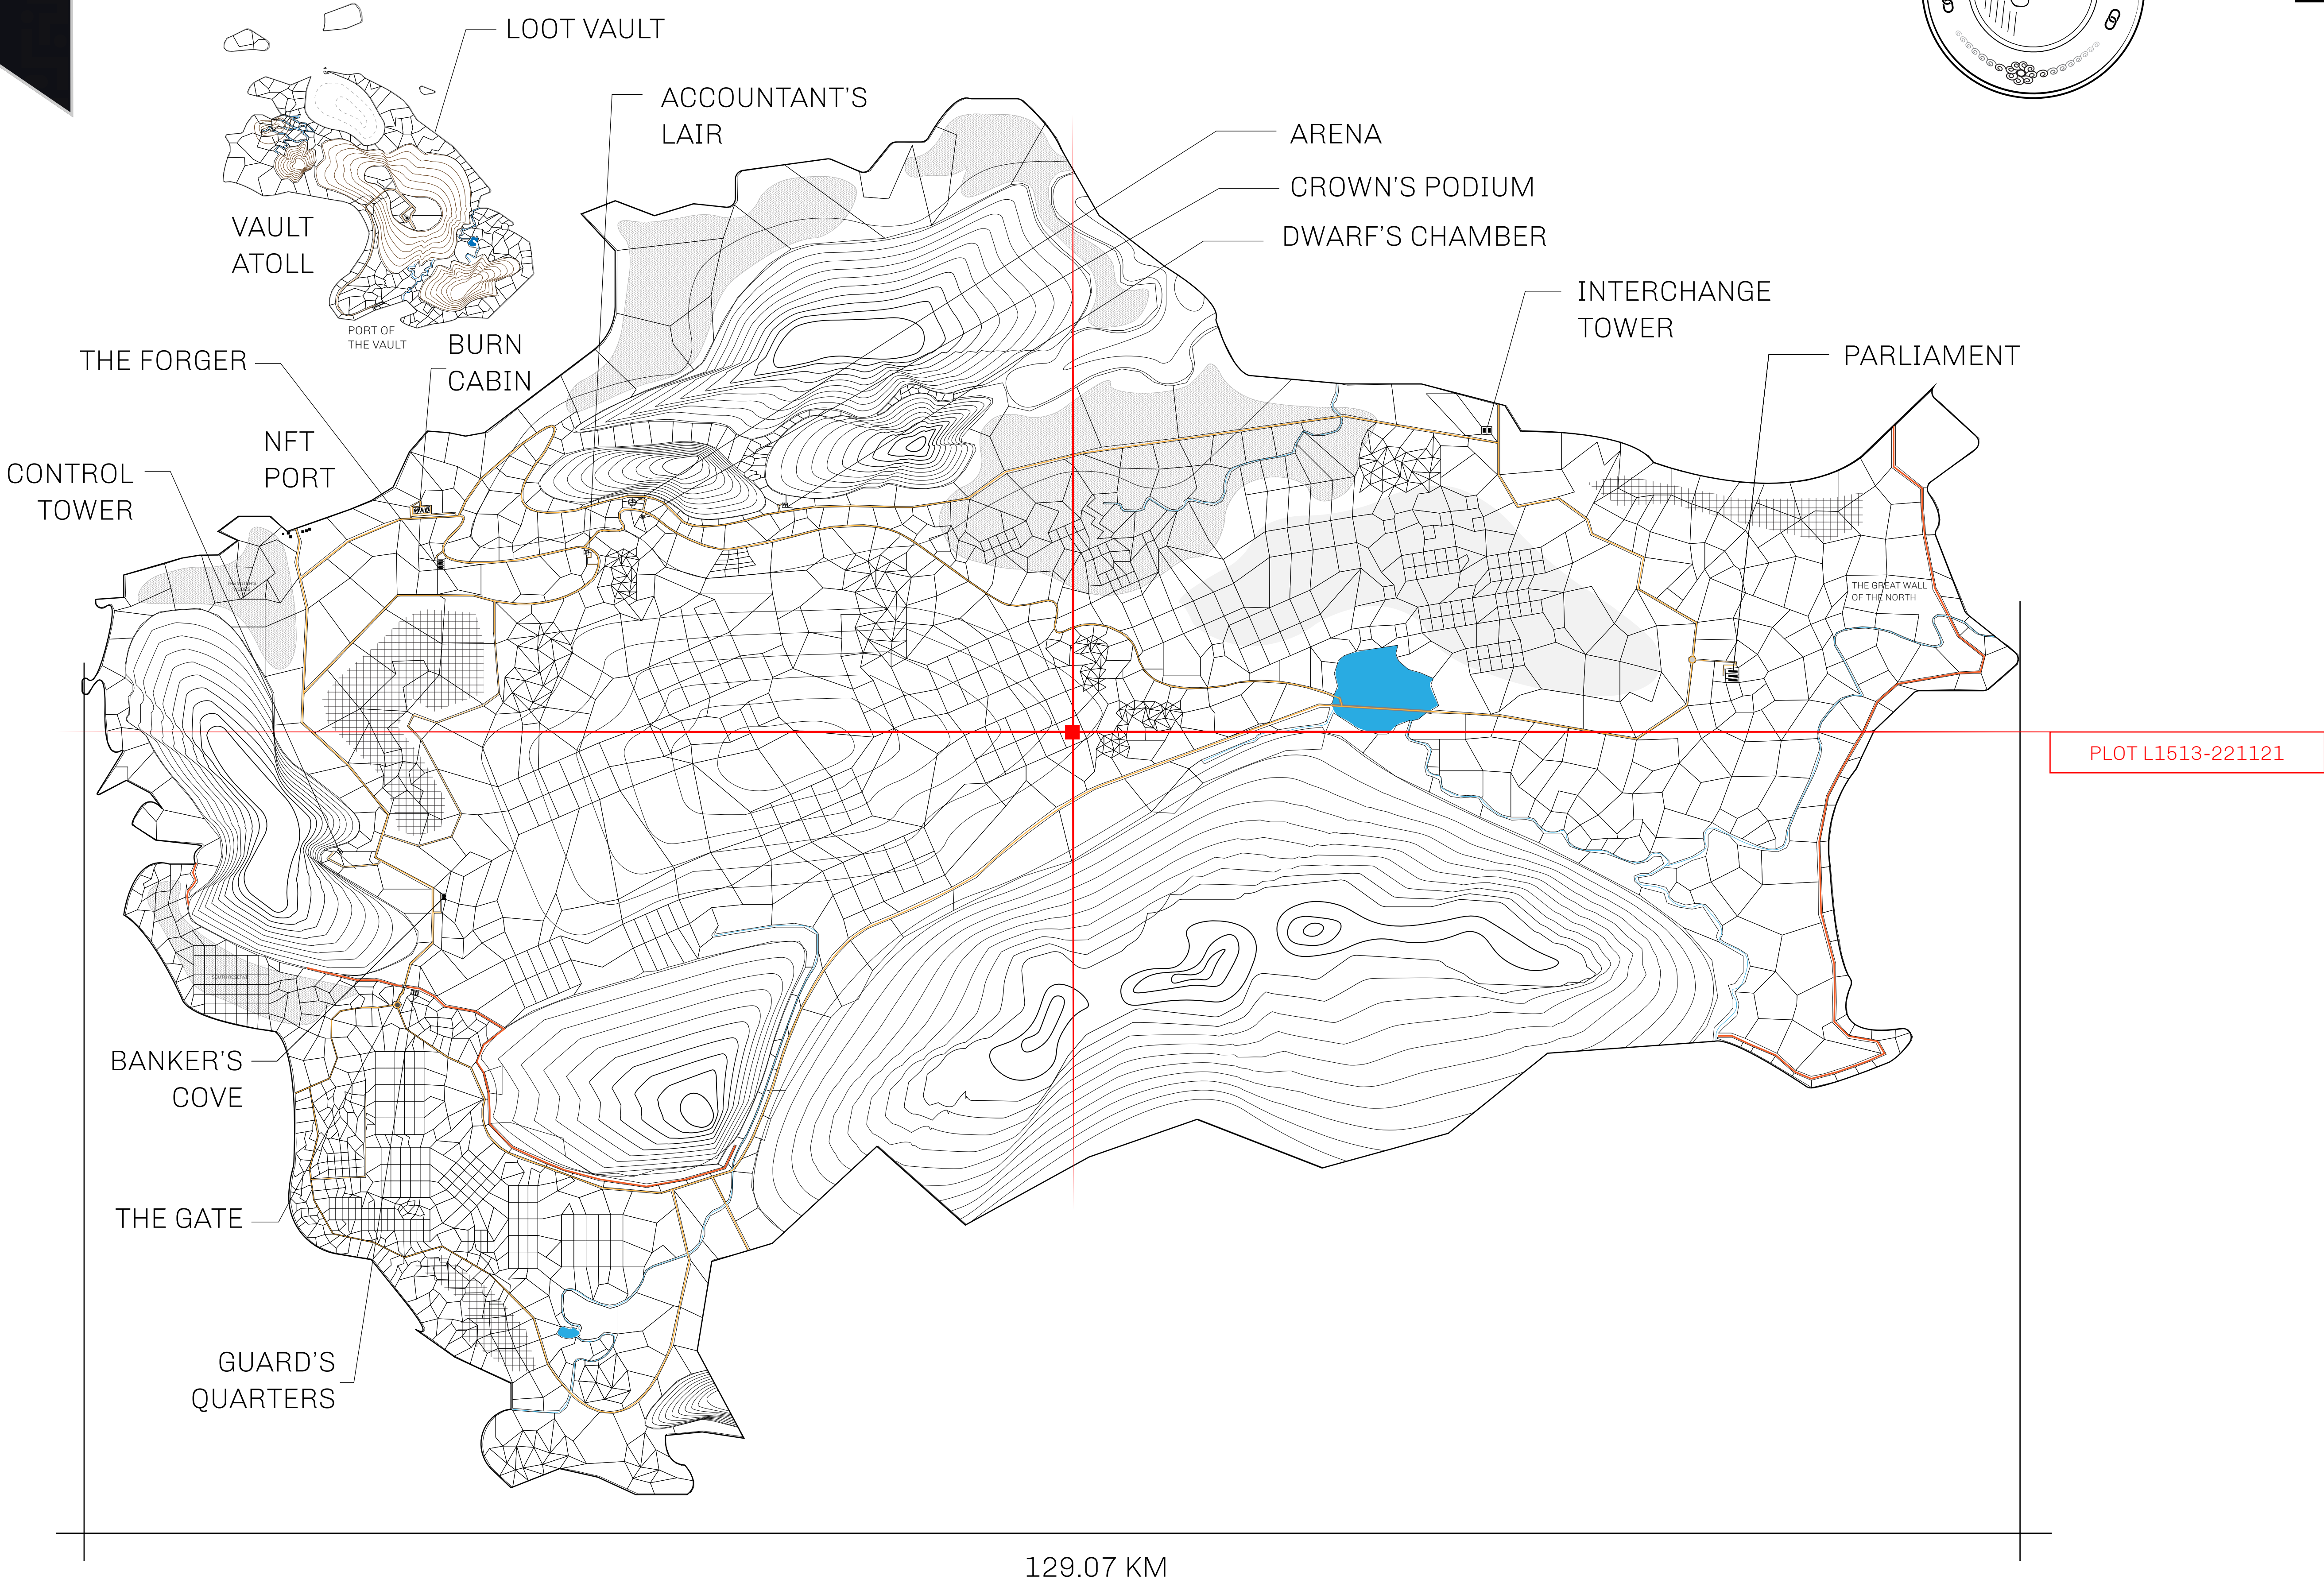 LOOT VAULT
ACCOUNTANT'S
LAIR
ARENA
CROWN'S PODIUM
DWARF'S CHAMBER
VAULT
ATOLL
INTERCHANGE
TOWER
PORT OF
THE VAULT
BURN
CABIN
THE FORGER
PARLIAMENT
NFT
PORT
CONTROL
TOWER
THE GREAT WALL
OF THE NORTH
PLOT L1513-221121
SOUTH RESERVE
BANKER'S
COVE
THE GATE
GUARD'S
QUARTERS
129.07 KM